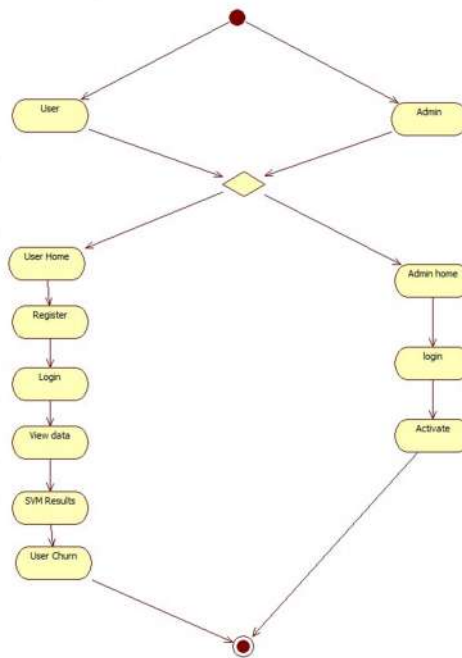 User
Admin
User Home
Admin home
Register
login
Login
Activate
View data
SVM Results
User Churn